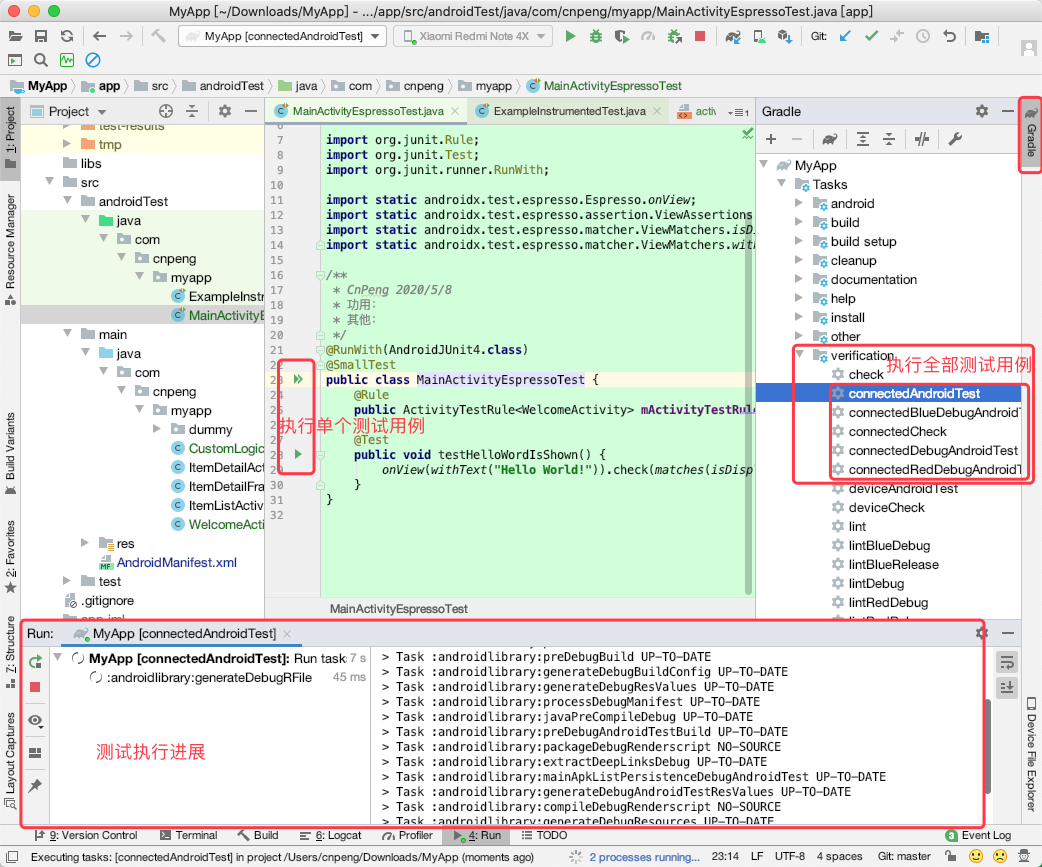 MyApp [~/Downloads/MyApp] - .../app/src/androidTest/java/com/cnpeng/myapp/MainActivityEspressoTest.java [app]
MyApp [connectedAndroidTest]
Xiaomi Redmi Note 4X
Git:
MyApp
app
src
androidTest
java
com
cnpeng
myapp
MainActivityEspressoTest
1: Project
Resource Manager
Build Variants
2: Favorites
7: Structure
Layout Captures
Project
test-results
tmp
libs
src
androidTest
java
com
cnpeng
myapp
ExampleInstr
MainActivityE
main
java
com
cnpeng
myapp
dummy
CustomLogic
ItemDetailAct
ItemDetailFra
ItemListActiv
WelcomeActi
res
AndroidManifest.xml
test
.gitignore
MainActivityEspressoTest.java
ExampleInstrumentedTest.java
activ
6
7 import org.junit.Rule;
8 import org.junit.Test;
9 import org.junit.runner.RunWith;
10
11 import static androidx.test.espresso.Espresso.onView;
12 import static androidx.test.espresso.assertion.ViewAssertions
13 import static androidx.test.espresso.matcher.ViewMatchers.isDi
14 import static androidx.test.espresso.matcher.ViewMatchers.with
15
16 /**
17 * CnPeng 2020/5/8
18 * 功用:
19 * 其他:
20 */
21 @RunWith(AndroidJUnit4.class)
22 @SmallTest
23 public class MainActivityEspressoTest {
24 @Rule
25 public ActivityTestRule<WelcomeActivity> mActivityTestRule
执行单个测试用例
27 @Test
28 public void testHelloWordIsShown() {
29 onView(withText("Hello World!")).check(matches(isDisp
30 }
31 }
32
MainActivityEspressoTest
Gradle
MyApp
Tasks
android
build
build setup
cleanup
documentation
help
install
other
verification
执行全部测试用例
check
connectedAndroidTest
connectedBlueDebugAndroidT
connectedCheck
connectedDebugAndroidTest
connectedRedDebugAndroidT
deviceAndroidTest
deviceCheck
lint
lintBlueDebug
lintBlueRelease
lintDebug
lintRedDebug
Gradle
Device File Explorer
Run:
MyApp [connectedAndroidTest]
MyApp [connectedAndroidTest]: Run task 7 s
:androidlibrary:generateDebugRFile 45 ms
测试执行进展
> Task :androidlibrary:preDebugBuild UP-TO-DATE
> Task :androidlibrary:generateDebugBuildConfig UP-TO-DATE
> Task :androidlibrary:generateDebugResValues UP-TO-DATE
> Task :androidlibrary:processDebugManifest UP-TO-DATE
> Task :androidlibrary:javaPreCompileDebug UP-TO-DATE
> Task :androidlibrary:preDebugAndroidTestBuild UP-TO-DATE
> Task :androidlibrary:packageDebugRenderscript NO-SOURCE
> Task :androidlibrary:extractDeepLinksDebug UP-TO-DATE
> Task :androidlibrary:mainApkListPersistenceDebugAndroidTest UP-TO-DATE
> Task :androidlibrary:generateDebugAndroidTestResValues UP-TO-DATE
> Task :androidlibrary:compileDebugRenderscript NO-SOURCE
> Task :androidlibrary:generateDebugResources UP-TO-DATE
9: Version Control
Terminal
Build
6: Logcat
Profiler
4: Run
TODO
Event Log
Executing tasks: [connectedAndroidTest] in project /Users/cnpeng/Downloads/MyApp (moments ago)
2 processes running...
23:14
LF
UTF-8
4 spaces
Git: master